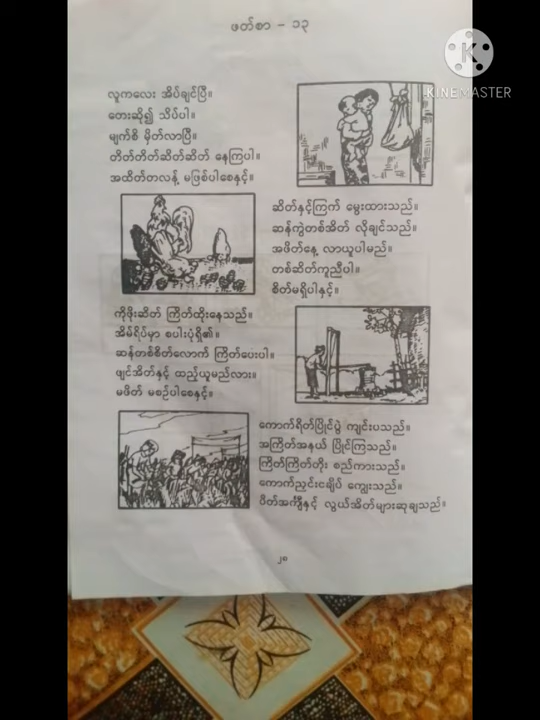 ဖတ်စာ - ၁၃
KINEMASTER
လူကလေး အိပ်ချင်ပြီ။
တေးဆို၍ သိပ်ပါ။
မျက်စိ မှိတ်လာပြီ။
တိတ်တိတ်ဆိတ်ဆိတ် နေကြပါ။
အထိတ်တလန့် မဖြစ်ပါစေနှင့်။
ဆိတ်နှင့်ကြက် မွေးထားသည်။
ဆန်ကွဲတစ်အိတ် လိုချင်သည်။
အဖိတ်နေ့ လာယူပါမည်။
တစ်ဆိတ်ကူညီပါ။
စိတ်မရှိပါနှင့်။
ကိုဖိုးဆိတ် ကြိတ်ထိုးနေသည်။
အိမ်ရိပ်မှာ စပါးပုံရှိ၏။
ဆန်တစ်စိတ်လောက် ကြိတ်ပေးပါ။
ဖျင်အိတ်နှင့် ထည့်ယူမည်လား။
မဖိတ် မစဉ်ပါစေနှင့်။
ကောက်ရိတ်ပြိုင်ပွဲ ကျင်းပသည်။
အကြိတ်အနယ် ပြိုင်ကြသည်။
ကြိတ်ကြိတ်တိုး စည်ကားသည်။
ကောက်ညှင်းငချိပ် ကျွေးသည်။
ပိတ်အင်္ကျီနှင့် လွယ်အိတ်များဆုချသည်။
၂၈